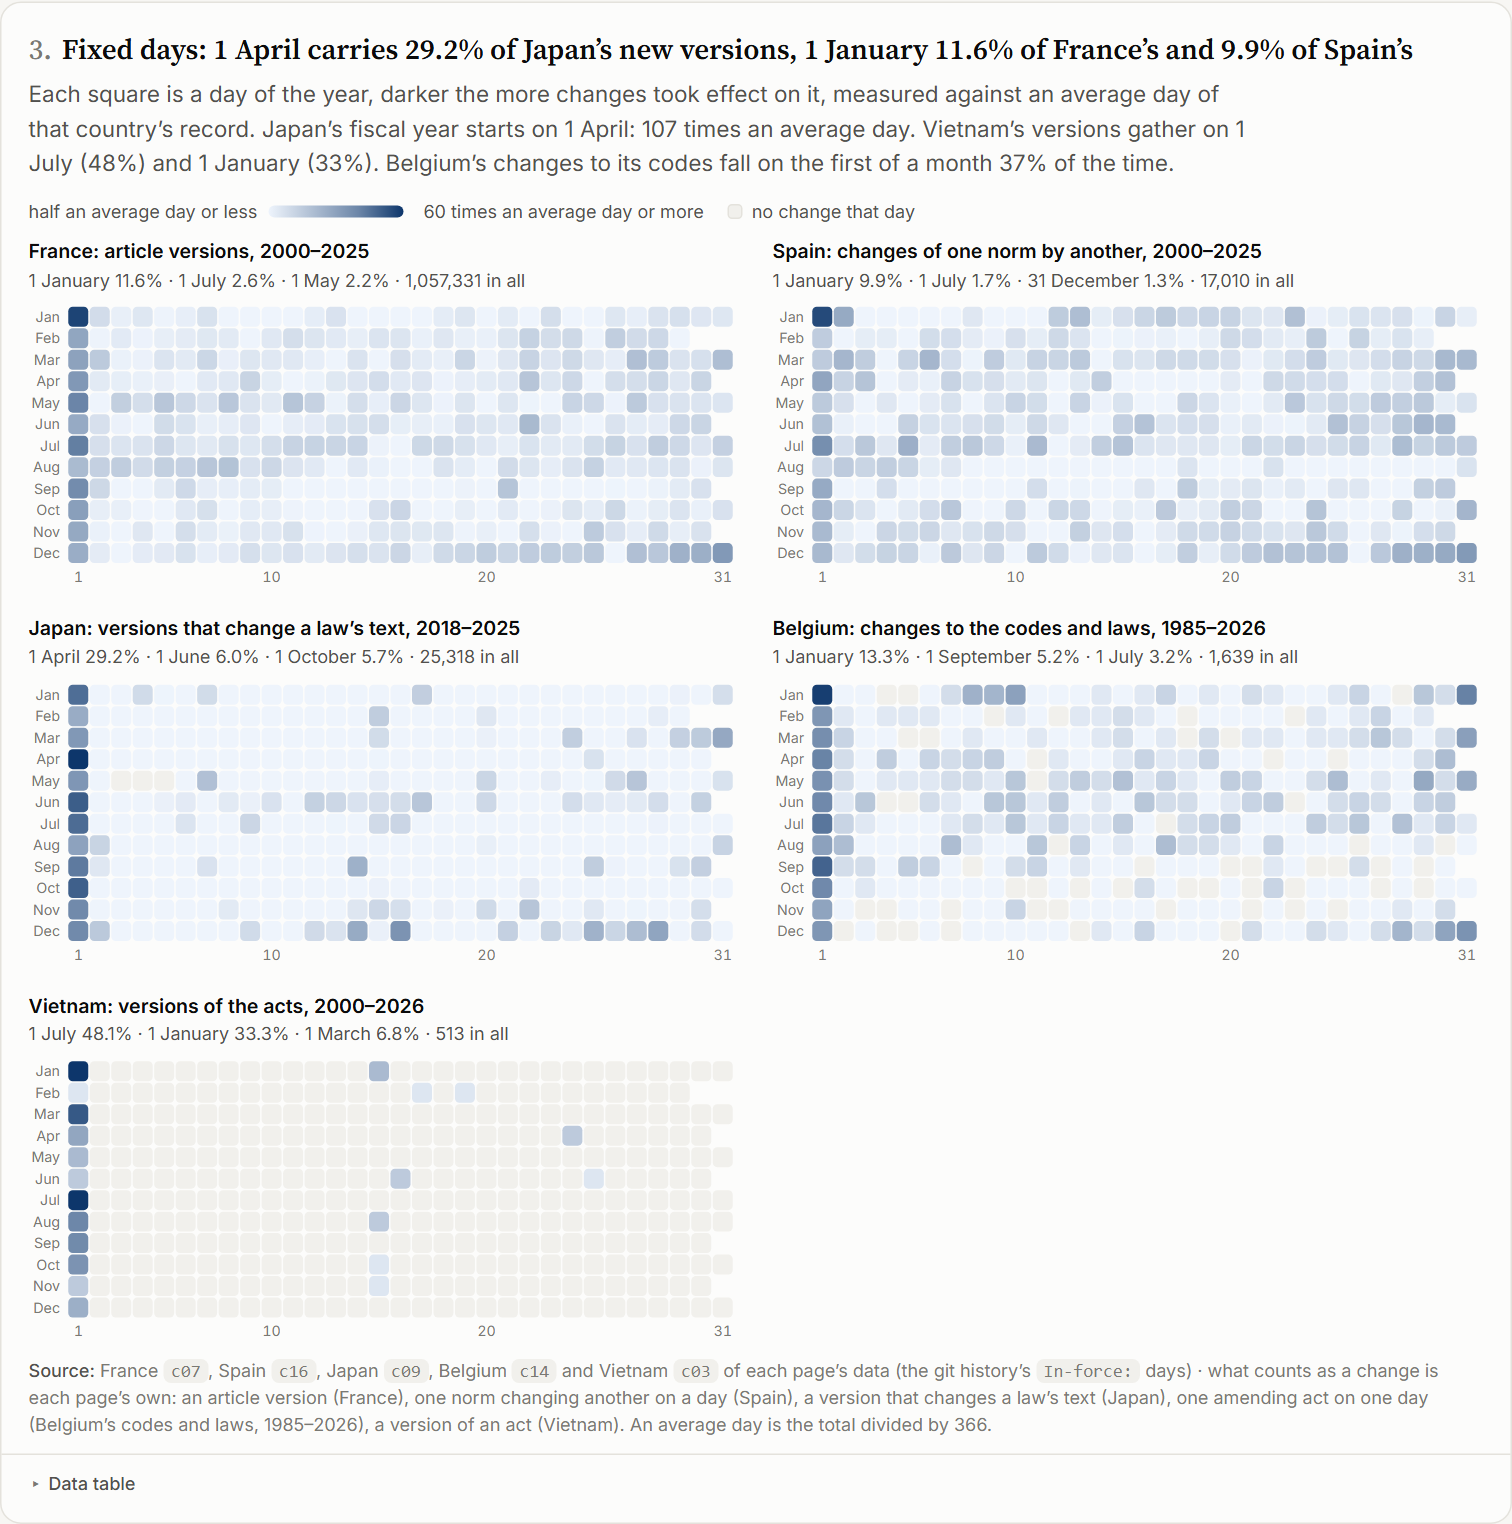 3. Fixed days: 1 April carries 29.2% of Japan’s new versions, 1 January 11.6% of France’s and 9.9% of Spain’s
Each square is a day of the year, darker the more changes took effect on it, measured against an average day of
that country’s record. Japan’s fiscal year starts on 1 April: 107 times an average day. Vietnam’s versions gather on 1
July (48%) and 1 January (33%). Belgium’s changes to its codes fall on the first of a month 37% of the time.
half an average day or less 60 times an average day or more no change that day
France: article versions, 2000–2025
1 January 11.6% · 1 July 2.6% · 1 May 2.2% · 1,057,331 in all
Jan
Feb
Mar
Apr
May
Jun
Jul
Aug
Sep
Oct
Nov
Dec
1 10 20 31
Spain: changes of one norm by another, 2000–2025
1 January 9.9% · 1 July 1.7% · 31 December 1.3% · 17,010 in all
Jan
Feb
Mar
Apr
May
Jun
Jul
Aug
Sep
Oct
Nov
Dec
1 10 20 31
Japan: versions that change a law’s text, 2018–2025
1 April 29.2% · 1 June 6.0% · 1 October 5.7% · 25,318 in all
Jan
Feb
Mar
Apr
May
Jun
Jul
Aug
Sep
Oct
Nov
Dec
1 10 20 31
Belgium: changes to the codes and laws, 1985–2026
1 January 13.3% · 1 September 5.2% · 1 July 3.2% · 1,639 in all
Jan
Feb
Mar
Apr
May
Jun
Jul
Aug
Sep
Oct
Nov
Dec
1 10 20 31
Vietnam: versions of the acts, 2000–2026
1 July 48.1% · 1 January 33.3% · 1 March 6.8% · 513 in all
Jan
Feb
Mar
Apr
May
Jun
Jul
Aug
Sep
Oct
Nov
Dec
1 10 20 31
Source: France c07, Spain c16, Japan c09, Belgium c14 and Vietnam c03 of each page’s data (the git history’s In-force: days) · what counts as a change is
each page’s own: an article version (France), one norm changing another on a day (Spain), a version that changes a law’s text (Japan), one amending act on one day
(Belgium’s codes and laws, 1985–2026), a version of an act (Vietnam). An average day is the total divided by 366.
Data table